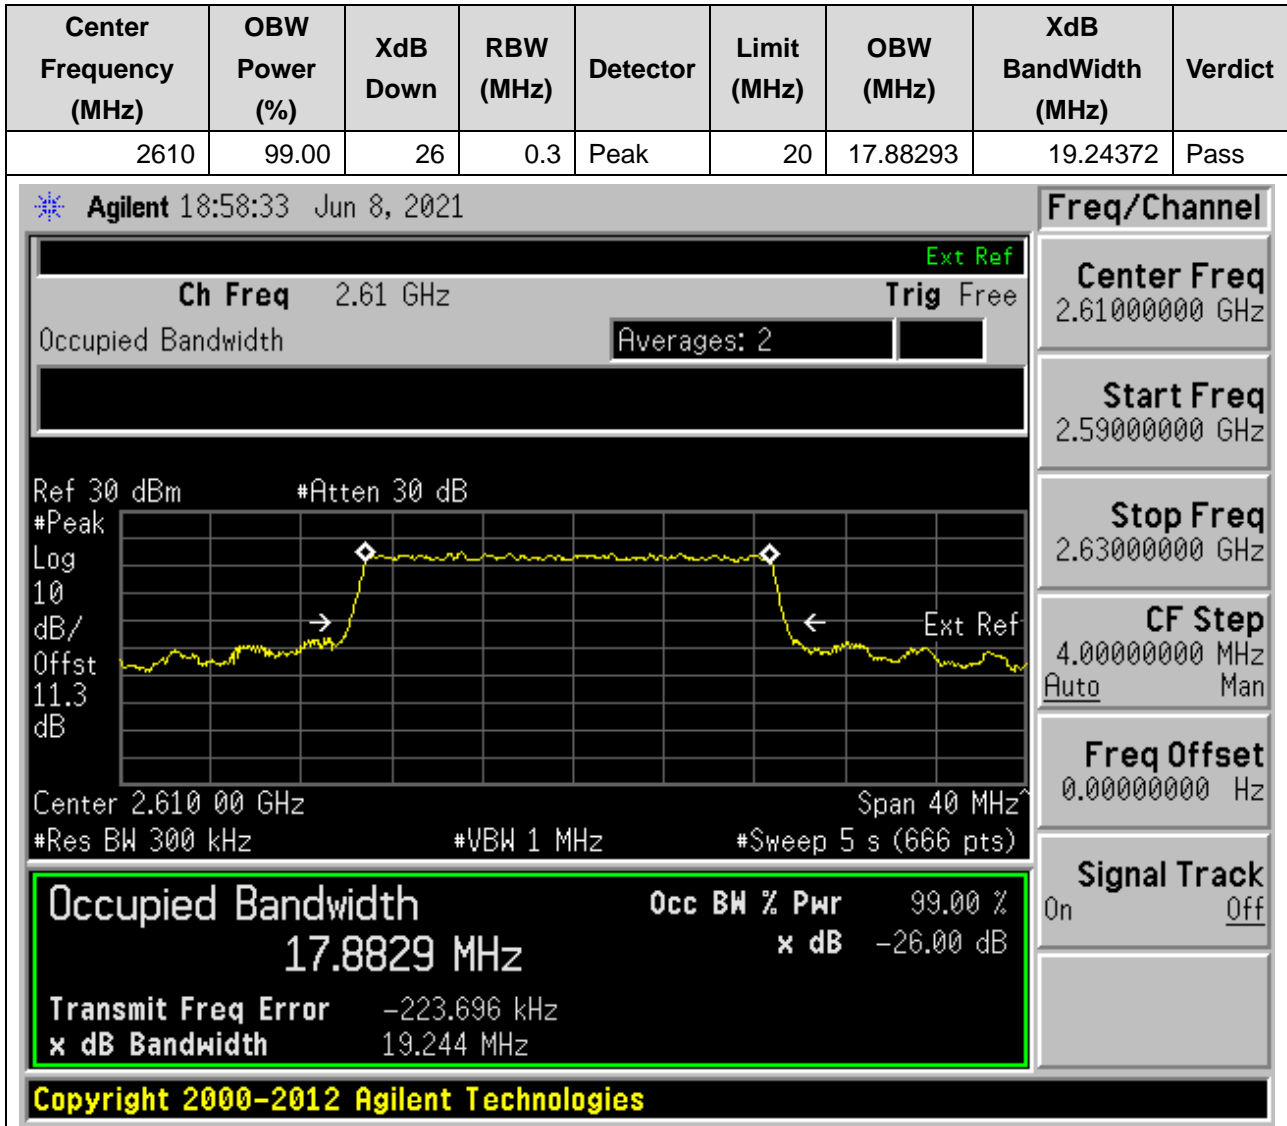 Center Frequency (MHz) OBW Power (%) XdB Down RBW (MHz) Detector Limit (MHz) OBW (MHz) XdB BandWidth (MHz) Verdict
2610 99.00 26 0.3 Peak 20 17.88293 19.24372 Pass
Agilent 18:58:33 Jun 8, 2021
Ext Ref
Ch Freq 2.61 GHz Trig Free
Occupied Bandwidth Averages: 2
Ref 30 dBm #Atten 30 dB
#Peak
Log
10
dB/
Offst
11.3
dB
Ext Ref
Center 2.610 00 GHz Span 40 MHz^
#Res BW 300 kHz #VBW 1 MHz #Sweep 5 s (666 pts)
Occupied Bandwidth Occ BW % Pwr 99.00 %
17.8829 MHz x dB -26.00 dB
Transmit Freq Error -223.696 kHz
x dB Bandwidth 19.244 MHz
Copyright 2000-2012 Agilent Technologies
Freq/Channel
Center Freq
2.61000000 GHz
Start Freq
2.59000000 GHz
Stop Freq
2.63000000 GHz
CF Step
4.00000000 MHz
Auto Man
Freq Offset
0.00000000 Hz
Signal Track
On Off